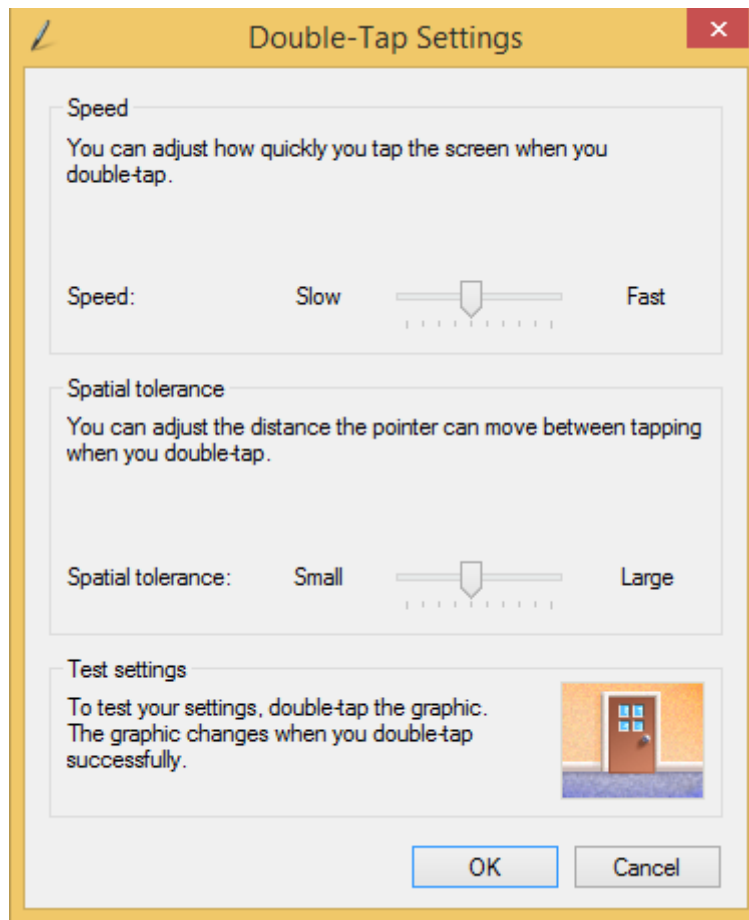 Double-Tap Settings
Speed
You can adjust how quickly you tap the screen when you
double-tap.
Speed: Slow Fast
Spatial tolerance
You can adjust the distance the pointer can move between tapping
when you double-tap.
Spatial tolerance: Small Large
Test settings
To test your settings, double-tap the graphic.
The graphic changes when you double-tap
successfully.
OK Cancel